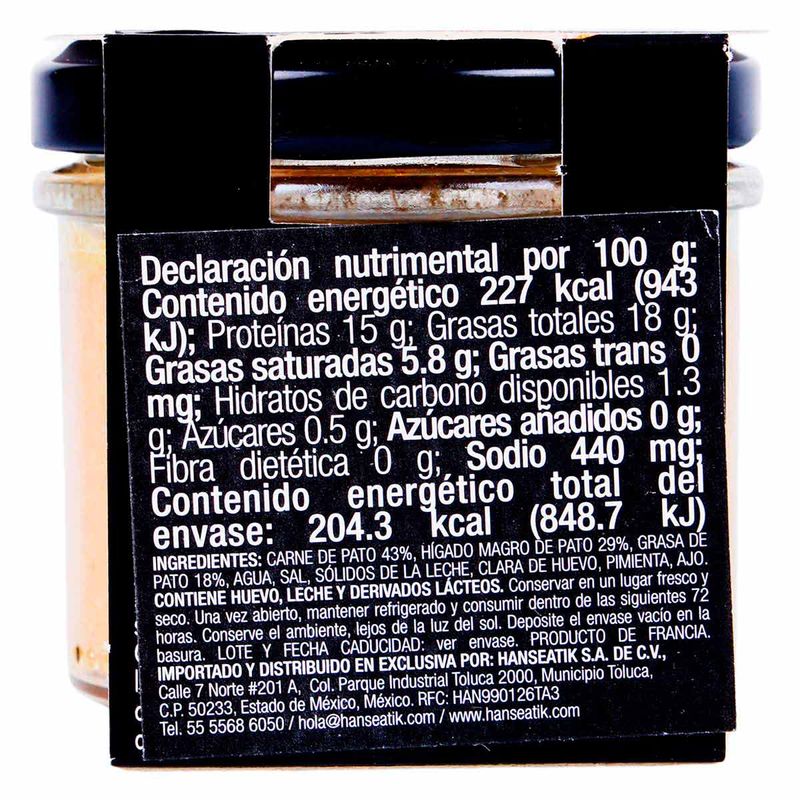 Declaración nutrimental por 100 g:
Contenido energético 227 kcal (943
kJ); Proteínas 15 g; Grasas totales 18 g;
Grasas saturadas 5.8 g; Grasas trans 0
mg; Hidratos de carbono disponibles 1.3
g; Azúcares 0.5 g; Azúcares añadidos 0 g;
Fibra dietética 0 g; Sodio 440 mg;
Contenido energético total del
envase: 204.3 kcal (848.7 kJ)
INGREDIENTES: CARNE DE PATO 43%, HÍGADO MAGRO DE PATO 29%, GRASA DE
PATO 18%, AGUA, SAL, SÓLIDOS DE LA LECHE, CLARA DE HUEVO, PIMIENTA, AJO.
CONTIENE HUEVO, LECHE Y DERIVADOS LÁCTEOS. Conservar en un lugar fresco y
seco. Una vez abierto, mantener refrigerado y consumir dentro de las siguientes 72
horas. Conserve el ambiente, lejos de la luz del sol. Deposite el envase vacío en la
basura. LOTE Y FECHA CADUCIDAD: ver envase. PRODUCTO DE FRANCIA.
IMPORTADO Y DISTRIBUIDO EN EXCLUSIVA POR: HANSEATIK S.A. DE C.V.,
Calle 7 Norte #201 A, Col. Parque Industrial Toluca 2000, Municipio Toluca,
C.P. 50233, Estado de México, México. RFC: HAN990126TA3
Tel. 55 5568 6050 / hola@hanseatik.com / www.hanseatik.com